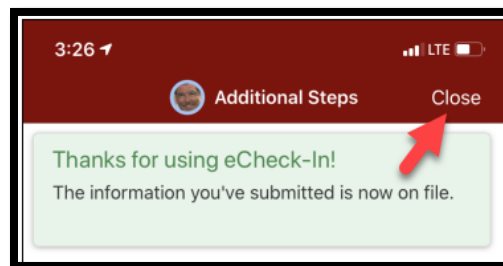 3:26 LTE
Additional Steps Close
Thanks for using eCheck-In!
The information you've submitted is now on file.